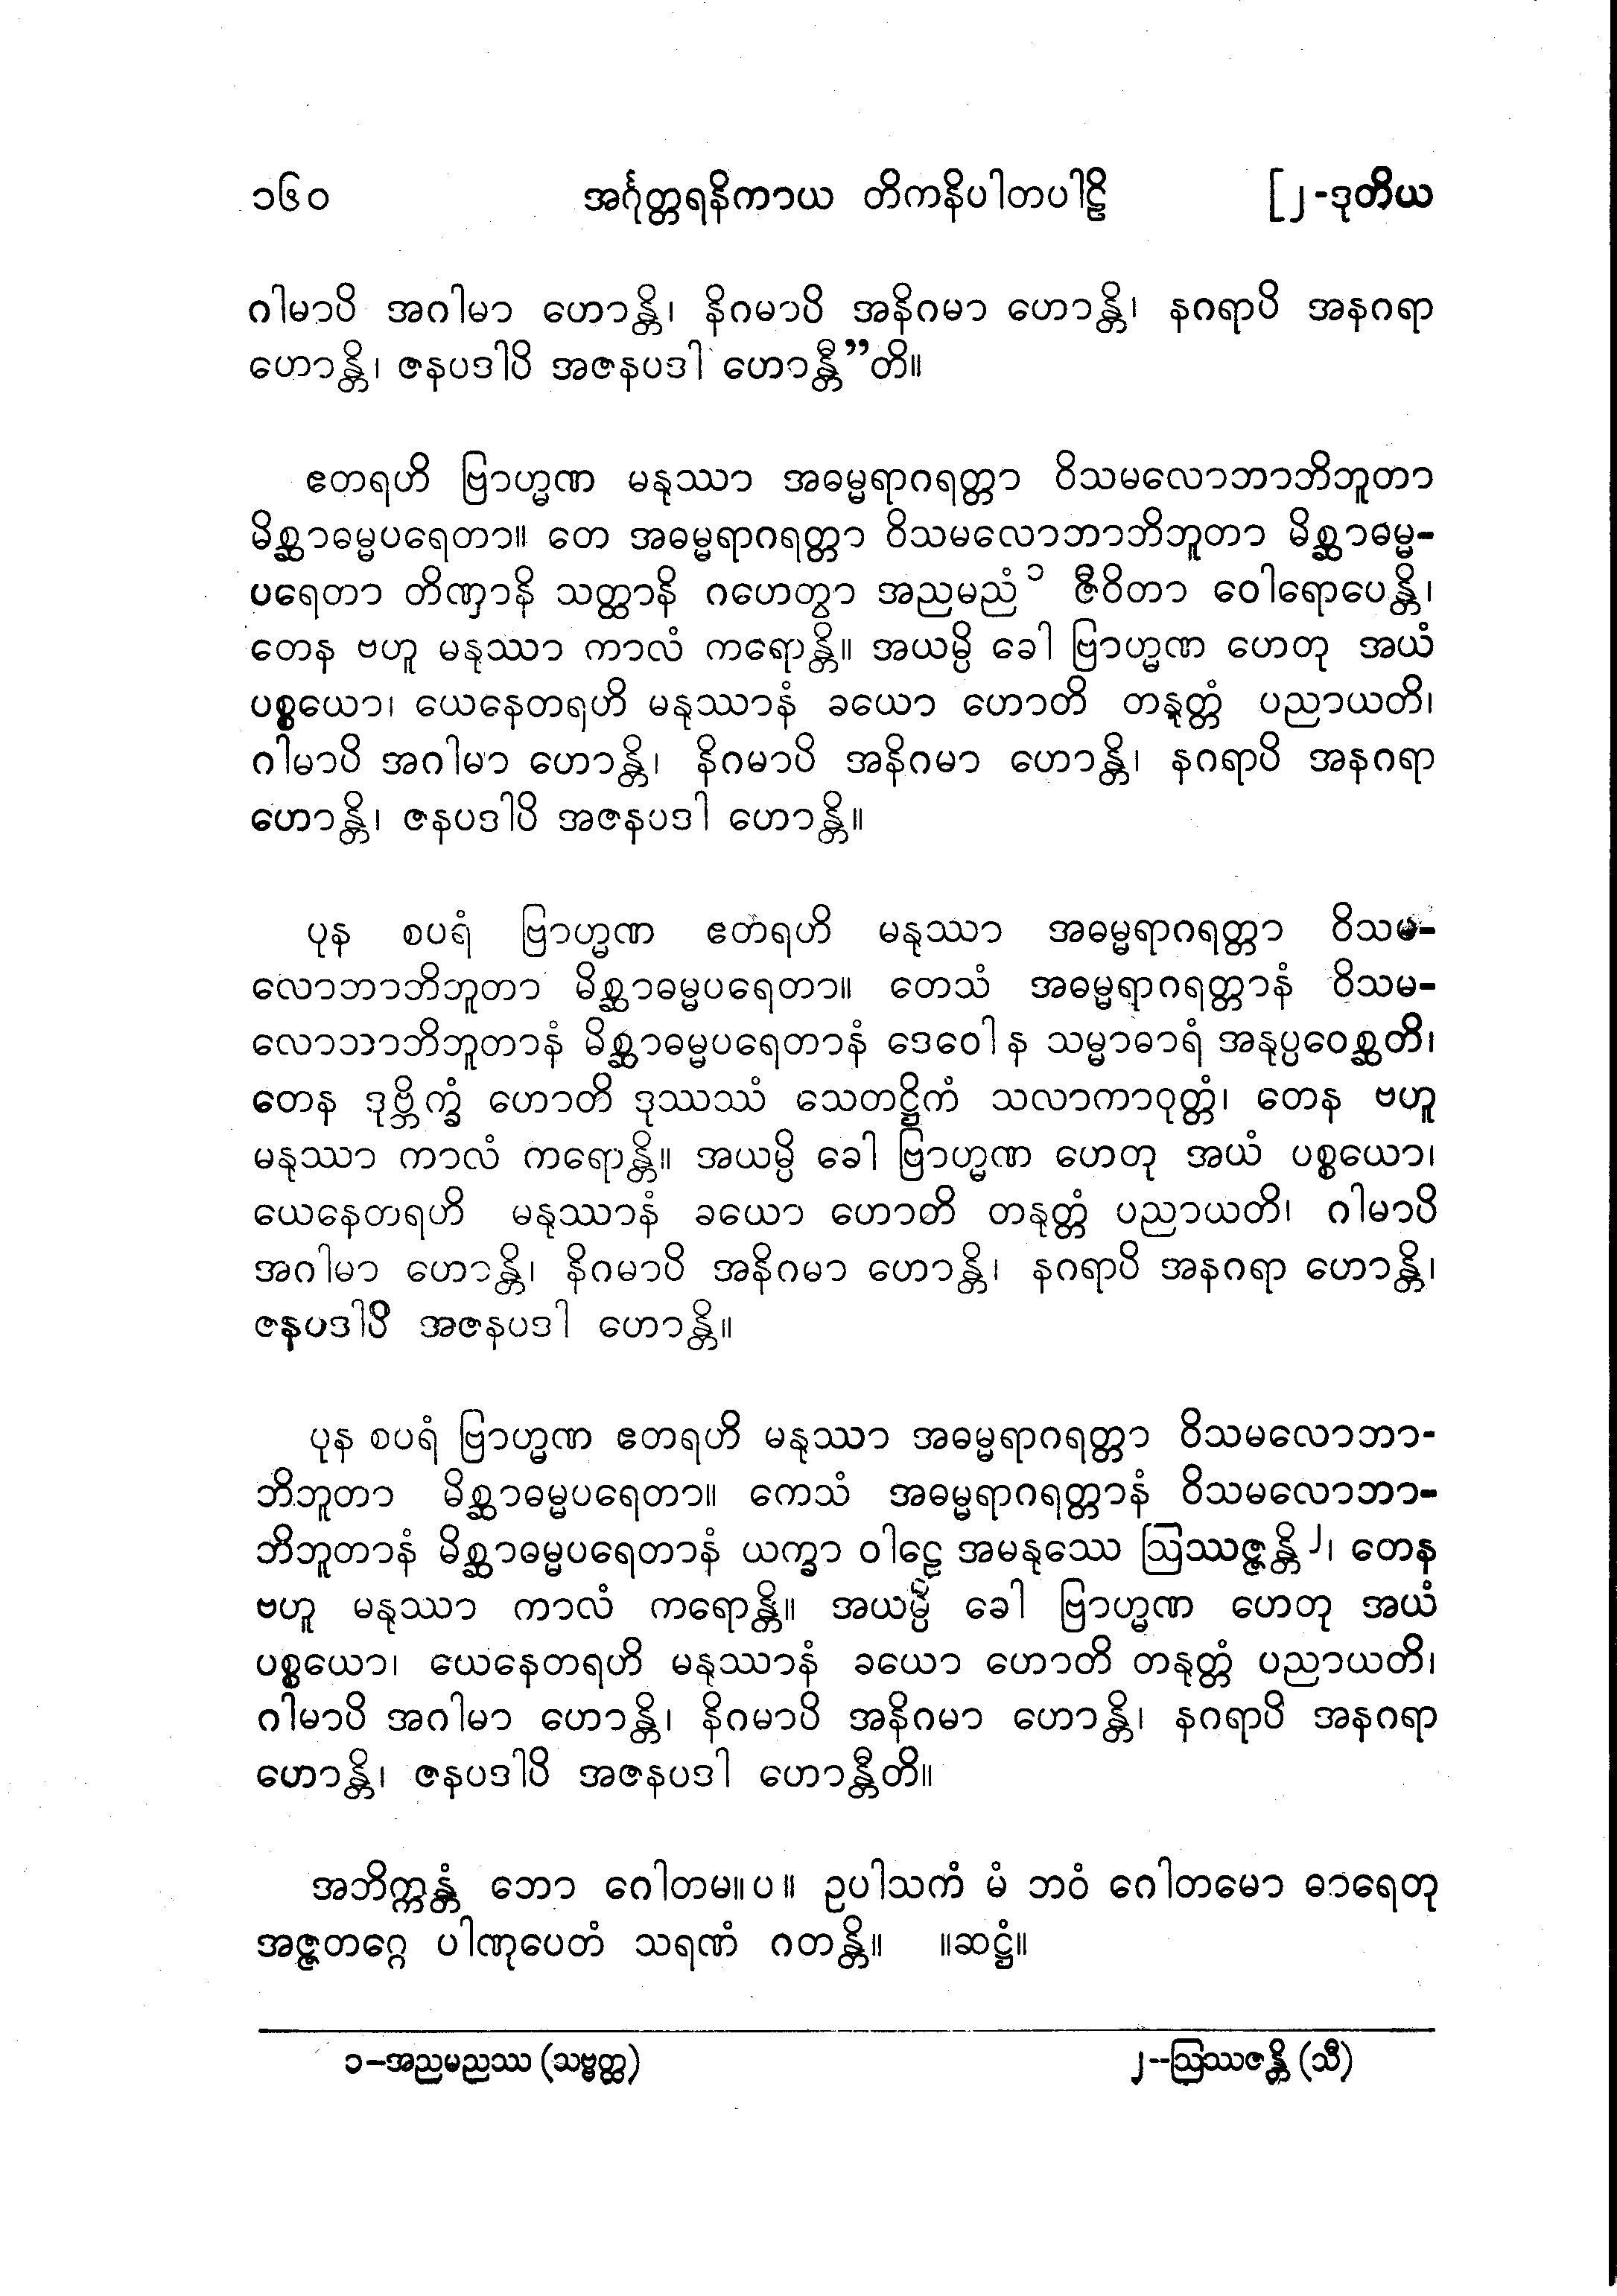 ၁၆၀ အင်္ဂုတ္တရနိကာယ တိကနိပါတပါဠိ [၂-ဒုတိယ
ဂါမာပိ အဂါမာ ဟောန္တိ၊ နိဂမာပိ အနိဂမာ ဟောန္တိ၊ နဂရာပိ အနဂရာ
ဟောန္တိ၊ ဇနပဒါပိ အဇနပဒါ ဟောန္တီ”တိ။
ဧတရဟိ ဗြာဟ္မဏ မနုဿာ အဓမ္မရာဂရတ္တာ ဝိသမလောဘာဘိဘူတာ
မိစ္ဆာဓမ္မပရေတာ။ တေ အဓမ္မရာဂရတ္တာ ဝိသမလောဘာဘိဘူတာ မိစ္ဆာဓမ္မ-
ပရေတာ တိဏှာနိ သတ္ထာနိ ဂဟေတွာ အညမညံ ၁ ဇီဝိတာ ဝေါရောပေန္တိ၊
တေန ဗဟူ မနုဿာ ကာလံ ကရောန္တိ။ အယမ္ပိ ခေါ ဗြာဟ္မဏ ဟေတု အယံ
ပစ္စယော၊ ယေနေတရဟိ မနုဿာနံ ခယော ဟောတိ တနုတ္တံ ပညာယတိ၊
ဂါမာပိ အဂါမာ ဟောန္တိ၊ နိဂမာပိ အနိဂမာ ဟောန္တိ၊ နဂရာပိ အနဂရာ
ဟောန္တိ၊ ဇနပဒါပိ အဇနပဒါ ဟောန္တိ။
ပုန စပရံ ဗြာဟ္မဏ ဧတရဟိ မနုဿာ အဓမ္မရာဂရတ္တာ ဝိသမ-
လောဘာဘိဘူတာ မိစ္ဆာဓမ္မပရေတာ။ တေသံ အဓမ္မရာဂရတ္တာနံ ဝိသမ-
လောဘာဘိဘူတာနံ မိစ္ဆာဓမ္မပရေတာနံ ဒေဝေါ န သမ္မာဓာရံ အနုပ္ပဝေစ္ဆတိ၊
တေန ဒုဗ္ဘိက္ခံ ဟောတိ ဒုဿဿံ သေတဋ္ဌိကံ သလာကာဝုတ္တံ၊ တေန ဗဟူ
မနုဿာ ကာလံ ကရောန္တိ။ အယမ္ပိ ခေါ ဗြာဟ္မဏ ဟေတု အယံ ပစ္စယော၊
ယေနေတရဟိ မနုဿာနံ ခယော ဟောတိ တနုတ္တံ ပညာယတိ၊ ဂါမာပိ
အဂါမာ ဟောန္တိ၊ နိဂမာပိ အနိဂမာ ဟောန္တိ၊ နဂရာပိ အနဂရာ ဟောန္တိ၊
ဇနပဒါပိ အဇနပဒါ ဟောန္တိ။
ပုန စပရံ ဗြာဟ္မဏ ဧတရဟိ မနုဿာ အဓမ္မရာဂရတ္တာ ဝိသမလောဘာ-
ဘိဘူတာ မိစ္ဆာဓမ္မပရေတာ။ ကေသံ အဓမ္မရာဂရတ္တာနံ ဝိသမလောဘာ-
ဘိဘူတာနံ မိစ္ဆာဓမ္မပရေတာနံ ယက္ခာ ဝါဠေ အမနုဿေ ဩဿဇ္ဇန္တိ ၂၊ တေန
ဗဟူ မနုဿာ ကာလံ ကရောန္တိ။ အယမ္ပိ ခေါ ဗြာဟ္မဏ ဟေတု အယံ
ပစ္စယော၊ ယေနေတရဟိ မနုဿာနံ ခယော ဟောတိ တနုတ္တံ ပညာယတိ၊
ဂါမာပိ အဂါမာ ဟောန္တိ၊ နိဂမာပိ အနိဂမာ ဟောန္တိ၊ နဂရာပိ အနဂရာ
ဟောန္တိ၊ ဇနပဒါပိ အဇနပဒါ ဟောန္တီတိ။
အဘိက္ကန္တံ ဘော ဂေါတမ။ပ။ ဥပါသကံ မံ ဘဝံ ဂေါတမော ဓာရေတု
အဇ္ဇတဂ္ဂေ ပါဏုပေတံ သရဏံ ဂတန္တိ။ ။ဆဋ္ဌံ။
၁–အညမညဿ (သဗ္ဗတ္ထ) ၂–ဩဿဇန္တိ (သီ)